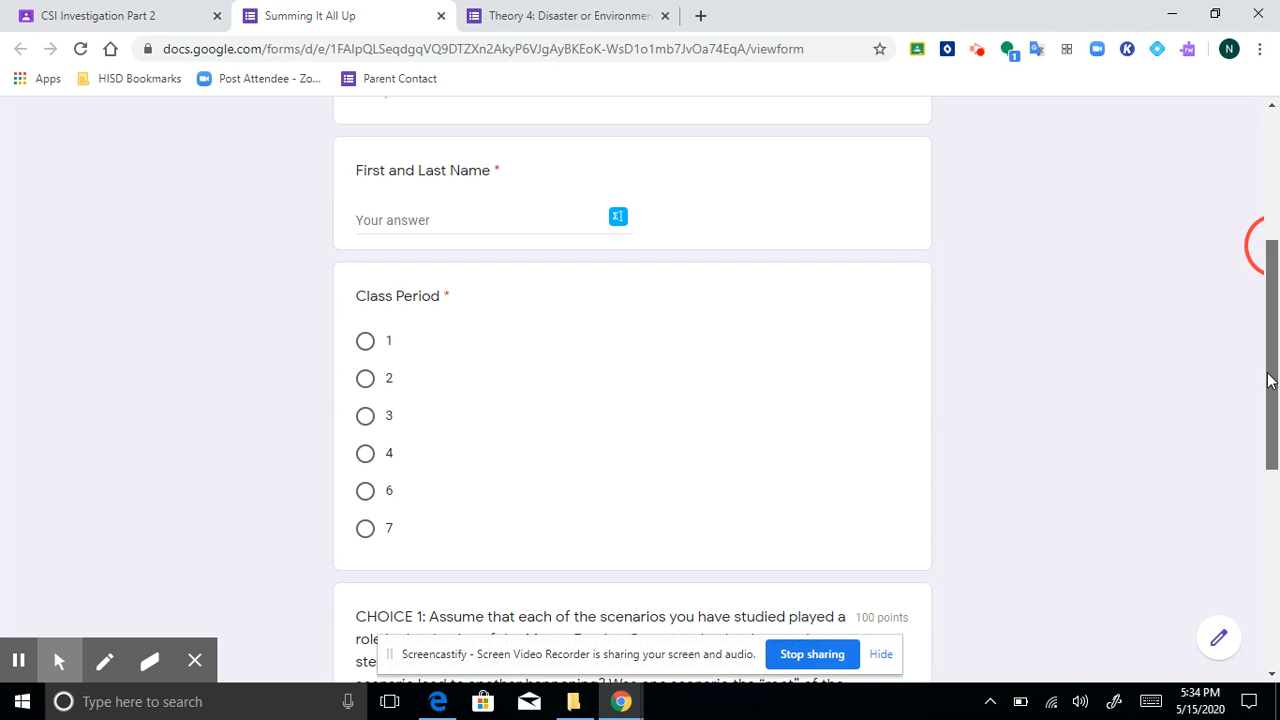 CSI Investigation Part 2
Summing It All Up
Theory 4: Disaster or Environmen
docs.google.com/forms/d/e/1FAIpQLSeqdgqVQ9DTZXn2AkyP6VJgAyBKEoK-WsD1o1mb7JvOa74EqA/viewform
1
N
Apps
HISD Bookmarks
Post Attendee - Zo...
Parent Contact
First and Last Name *
Your answer
Class Period *
1
2
3
4
6
7
CHOICE 1: Assume that each of the scenarios you have studied played a
100 points
Screencastify - Screen Video Recorder is sharing your screen and audio.
Stop sharing
Hide
Type here to search
5:34 PM
5/15/2020